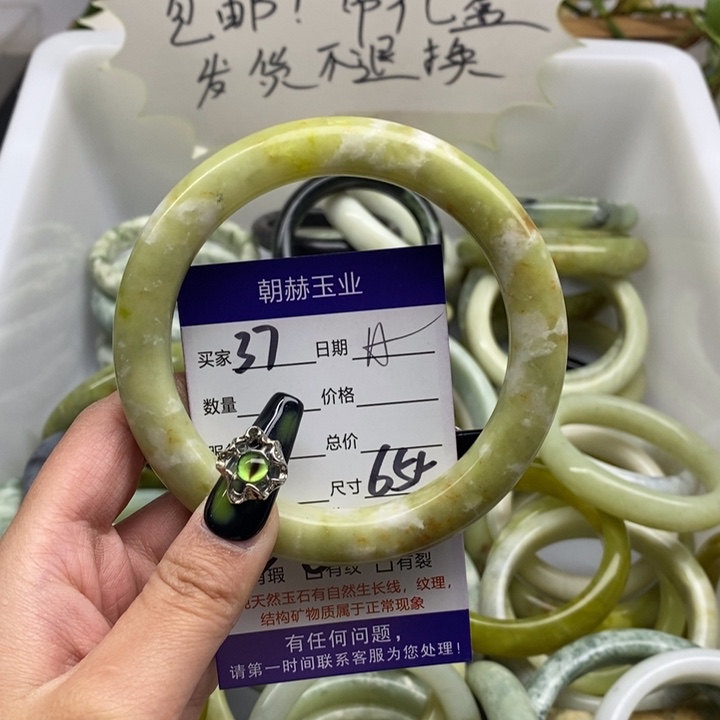 包邮！带礼盒
发货不退换
朝赫玉业
买家 37 日期 A
数量 价格
总价
尺寸 65
有瑕 有纹 有裂
天然玉石有自然生长线，纹理，
结构矿物质属于正常现象
有任何问题，
请第一时间联系客服为您处理！